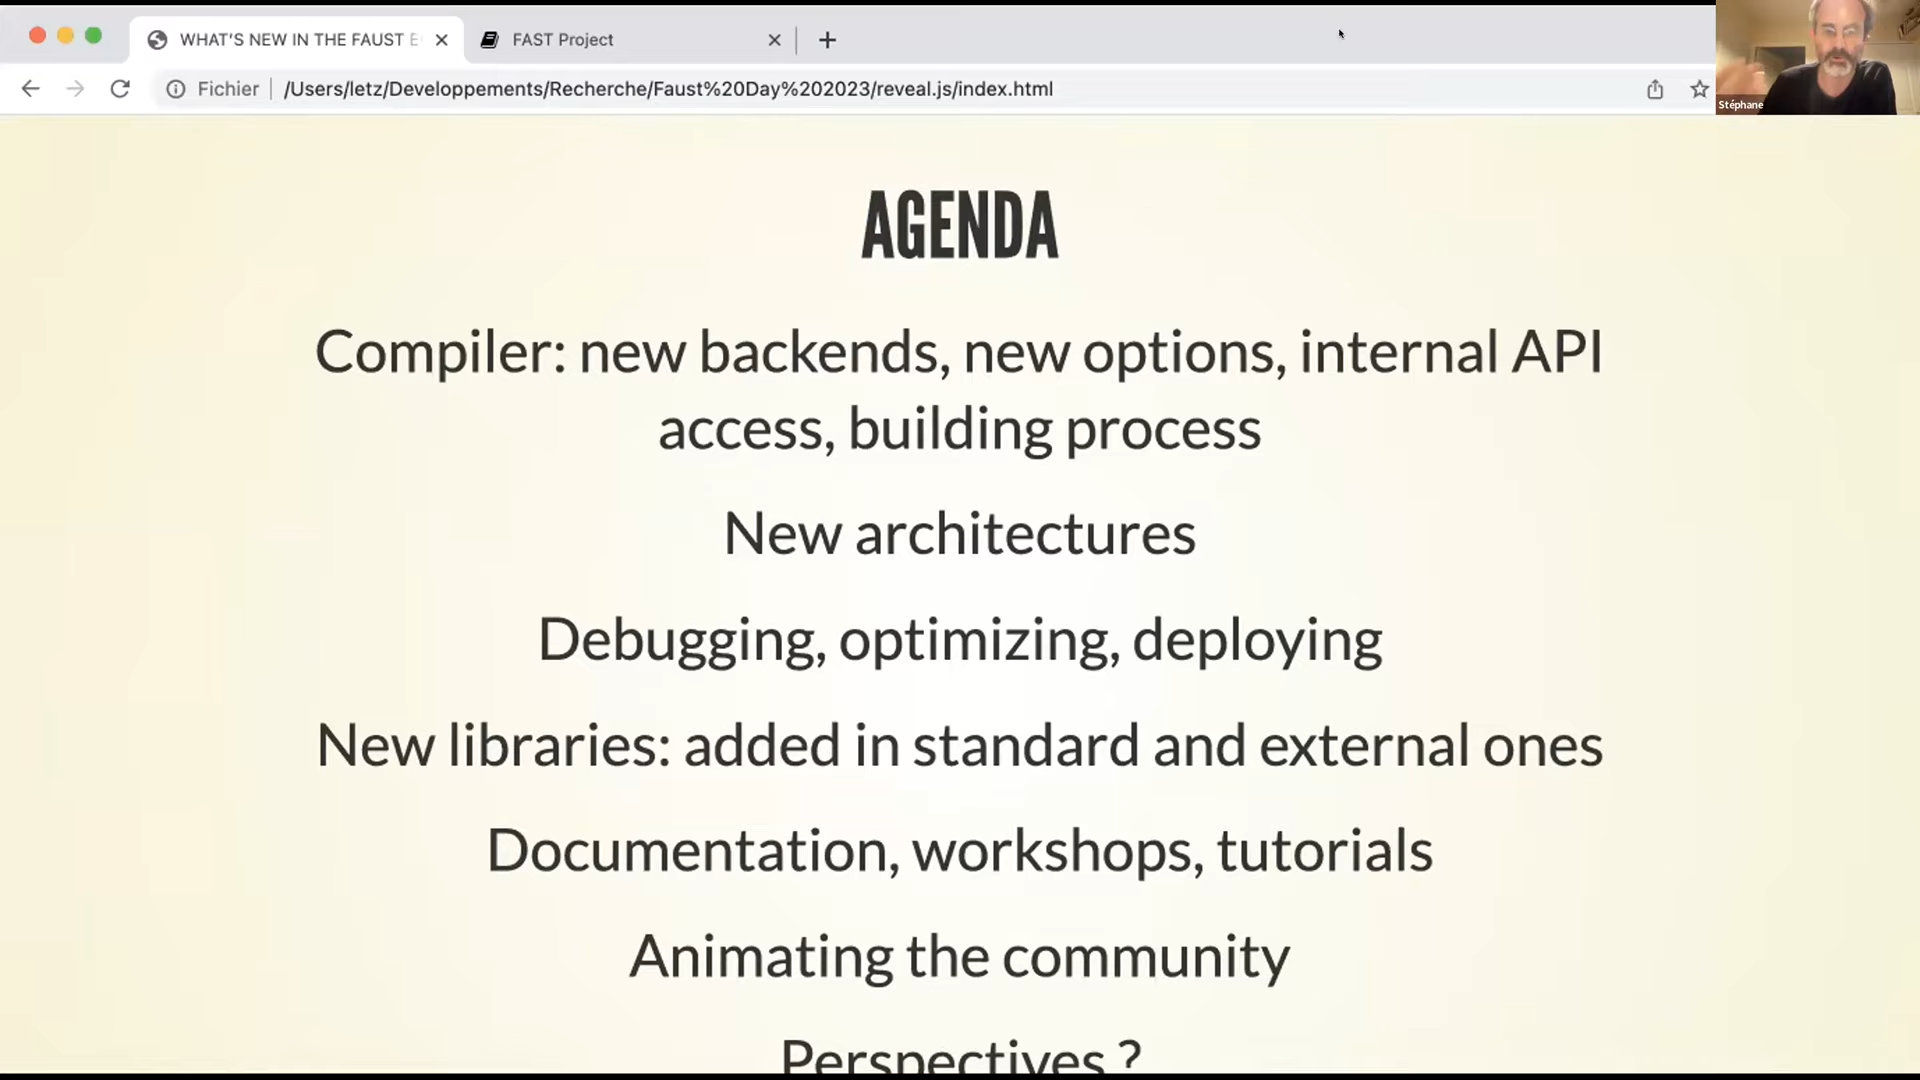 WHAT'S NEW IN THE FAUST
FAST Project
Fichier
/Users/letz/Developpements/Recherche/Faust%20Day%202023/reveal.js/index.html
Stéphane
AGENDA
Compiler: new backends, new options, internal API
access, building process
New architectures
Debugging, optimizing, deploying
New libraries: added in standard and external ones
Documentation, workshops, tutorials
Animating the community
Perspectives ?